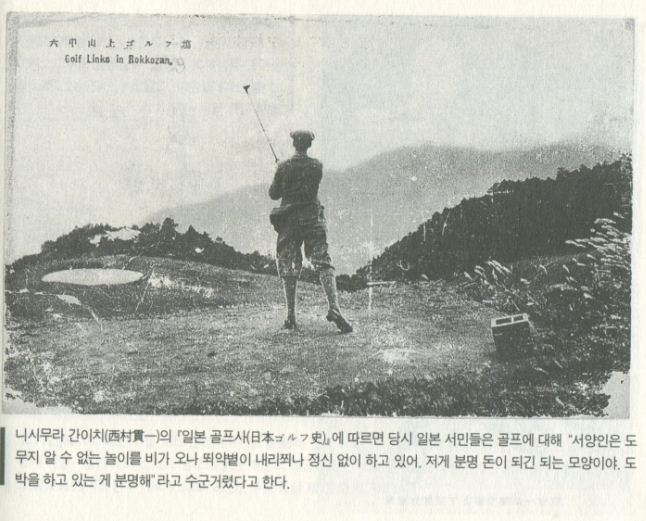 六甲山上ゴルフ場
Golf Links in Rokkozan.
니시무라 간이치(西村貫一)의 『일본 골프사(日本ゴルフ史)』에 따르면 당시 일본 서민들은 골프에 대해 “서양인은 도
무지 알 수 없는 놀이를 비가 오나 뙤약볕이 내리쬐나 정신 없이 하고 있어. 저게 분명 돈이 되긴 되는 모양이야. 도
박을 하고 있는 게 분명해”라고 수군거렸다고 한다.